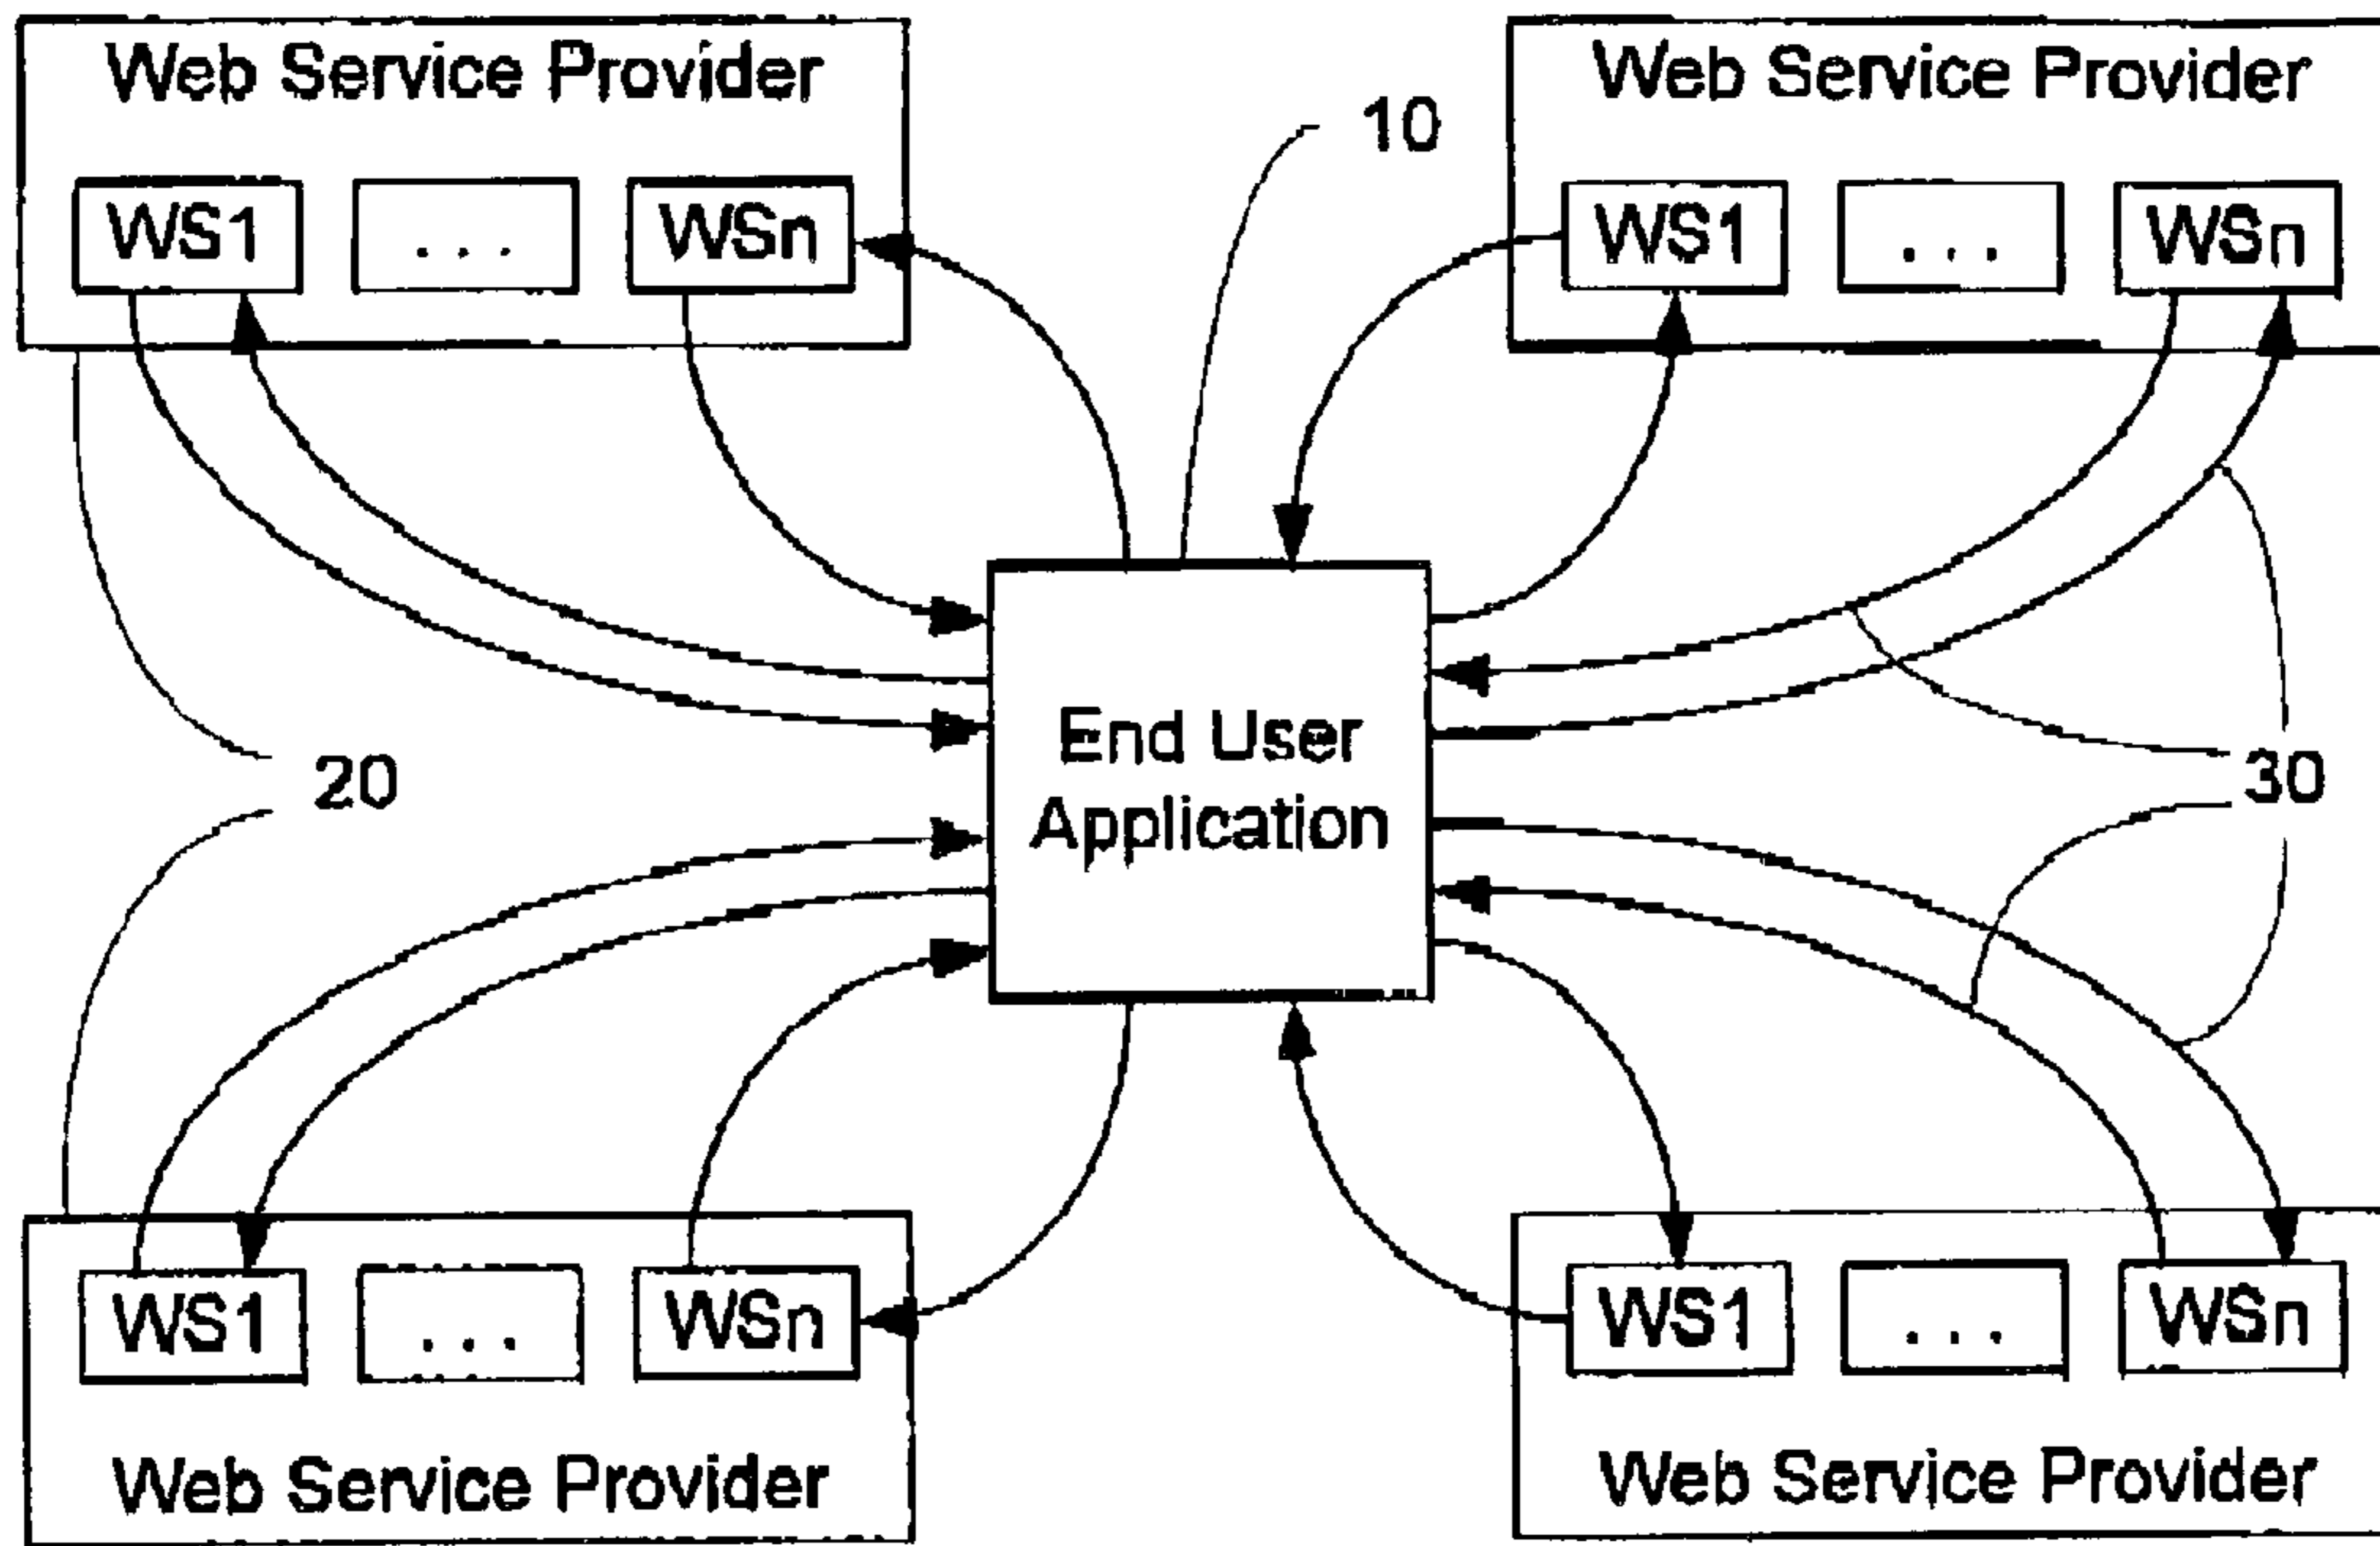 Web Service Provider
WS1 ... WSn
Web Service Provider
WS1 ... WSn
10
End User
Application
20
30
WS1 ... WSn
Web Service Provider
WS1 ... WSn
Web Service Provider